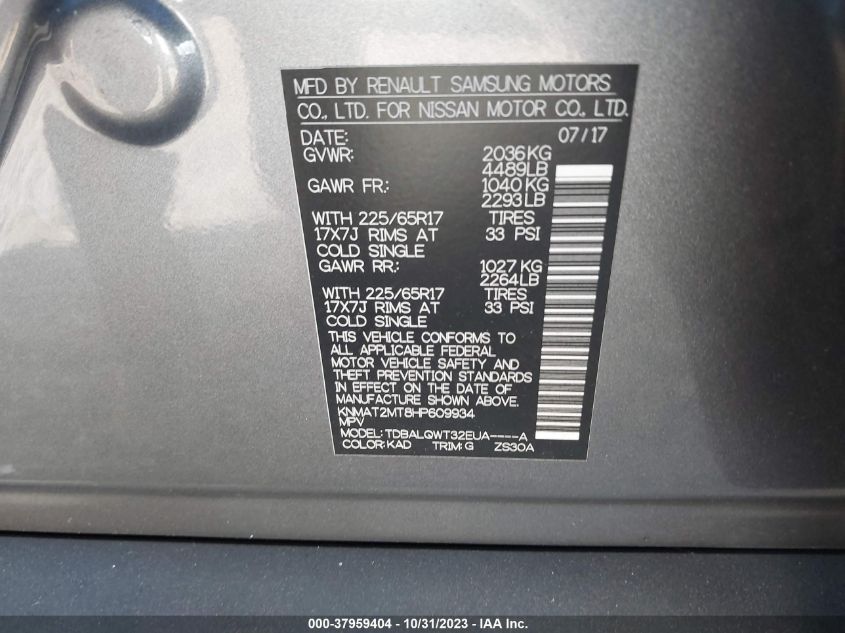 MFD BY RENAULT SAMSUNG MOTORS
CO., LTD. FOR NISSAN MOTOR CO., LTD.
DATE: 07/17
GVWR: 2036KG
4489LB
GAWR FR.: 1040KG
2293LB
WITH 225/65R17 TIRES
17X7J RIMS AT 33 PSI
COLD SINGLE
GAWR RR.: 1027KG
2264LB
WITH 225/65R17 TIRES
17X7J RIMS AT 33 PSI
COLD SINGLE
THIS VEHICLE CONFORMS TO
ALL APPLICABLE FEDERAL
MOTOR VEHICLE SAFETY AND
THEFT PREVENTION STANDARDS
IN EFFECT ON THE DATE OF
MANUFACTURE SHOWN ABOVE.
KNMAT2MT8HP609934
MPV
MODEL: TDBALQWT32EUA----A
COLOR: KAD TRIM: G ZS30A
000-37959404 - 10/31/2023 - IAAI.COM